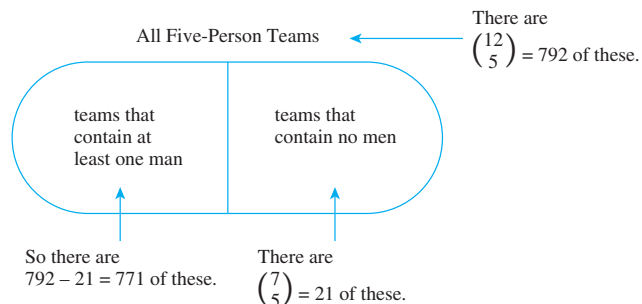 All Five-Person Teams
There are
(12
5) = 792 of these.
teams that
contain at
least one man
teams that
contain no men
So there are
792 – 21 = 771 of these.
There are
(7
5) = 21 of these.